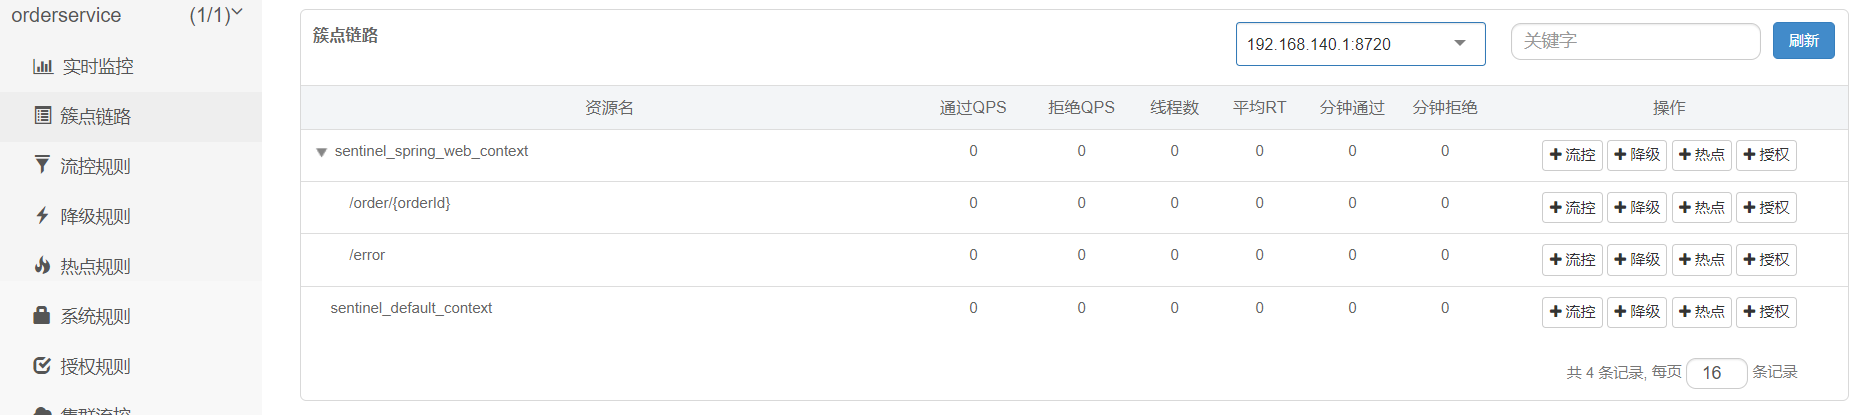 orderservice (1/1)
实时监控
簇点链路
流控规则
降级规则
热点规则
系统规则
授权规则
集群流控
簇点链路 192.168.140.1:8720 关键字 刷新
资源名 通过QPS 拒绝QPS 线程数 平均RT 分钟通过 分钟拒绝 操作
sentinel_spring_web_context 0 0 0 0 0 0 +流控 +降级 +热点 +授权
/order/{orderId} 0 0 0 0 0 0 +流控 +降级 +热点 +授权
/error 0 0 0 0 0 0 +流控 +降级 +热点 +授权
sentinel_default_context 0 0 0 0 0 0 +流控 +降级 +热点 +授权
共 4 条记录, 每页 16 条记录